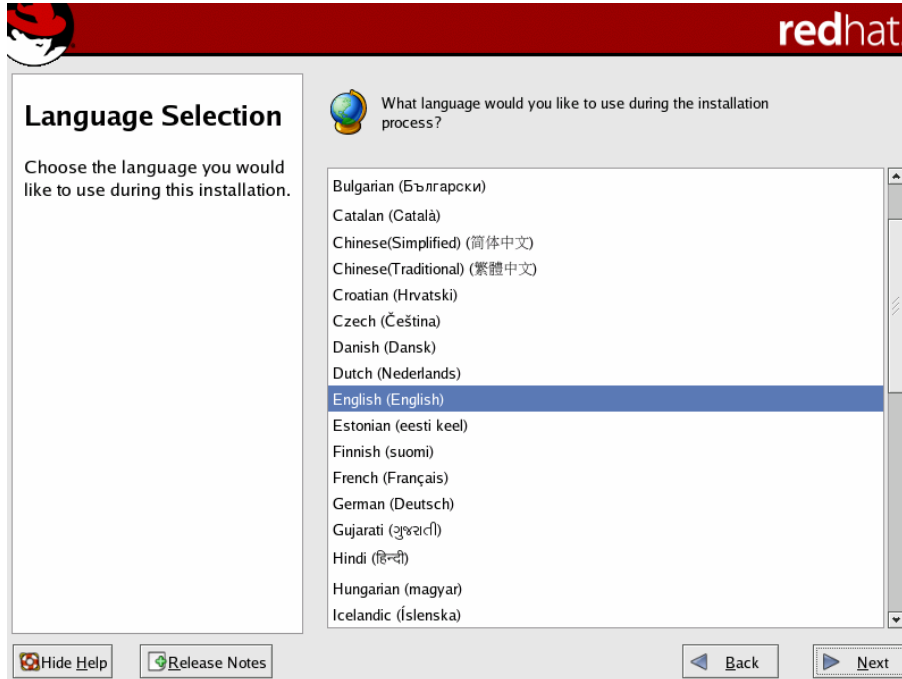 redhat.
Language Selection
Choose the language you would
like to use during this installation.
What language would you like to use during the installation
process?
Bulgarian (Български)
Catalan (Català)
Chinese(Simplified) (简体中文)
Chinese(Traditional) (繁體中文)
Croatian (Hrvatski)
Czech (Čeština)
Danish (Dansk)
Dutch (Nederlands)
English (English)
Estonian (eesti keel)
Finnish (suomi)
French (Français)
German (Deutsch)
Gujarati (ગુજરાતી)
Hindi (हिन्दी)
Hungarian (magyar)
Icelandic (Íslenska)
Hide Help
Release Notes
Back
Next